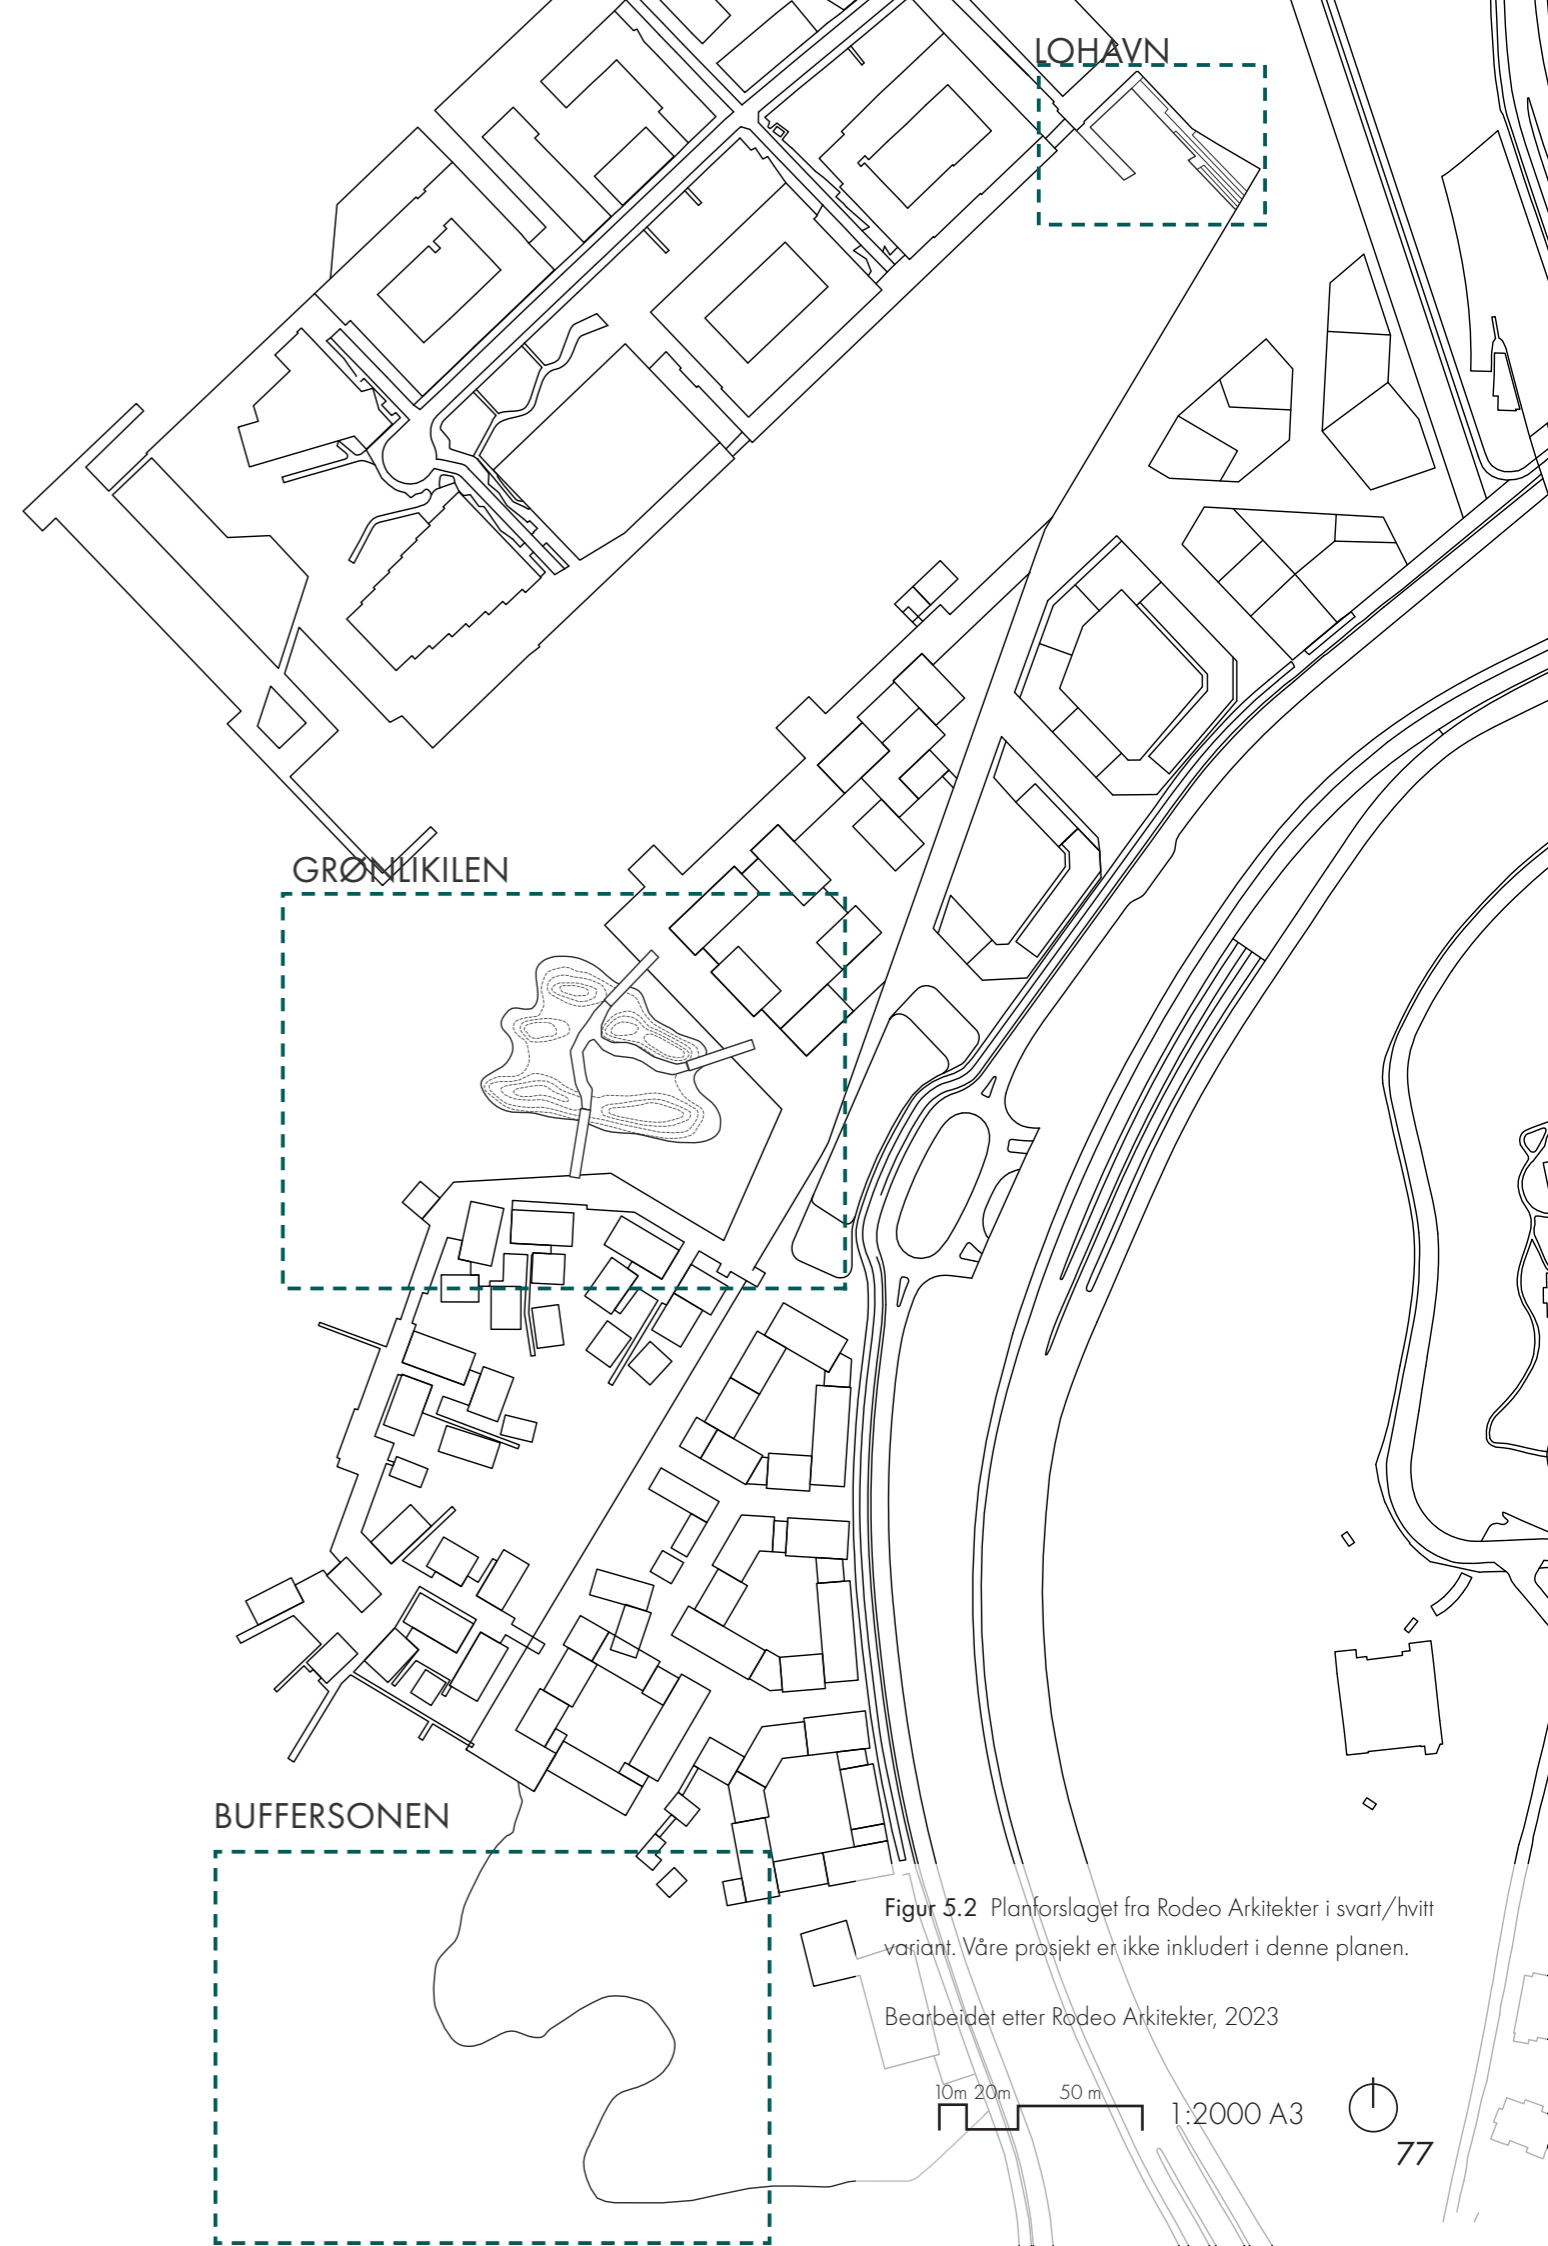 LOHAVN
GRØNLIKILEN
BUFFERSONEN
Figur 5.2 Planforslaget fra Rodeo Arkitekter i svart/hvitt
variant. Våre prosjekt er ikke inkludert i denne planen.
Bearbeidet etter Rodeo Arkitekter, 2023
10m 20m 50 m
1:2000 A3
77